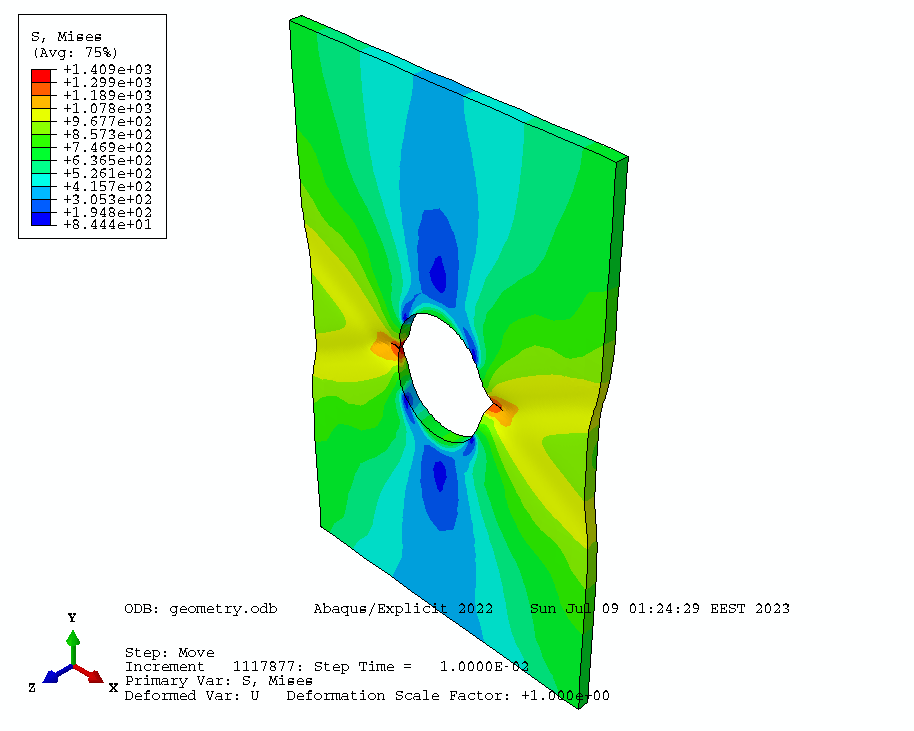 S, Mises
(Avg: 75%)
+1.409e+03
+1.299e+03
+1.189e+03
+1.078e+03
+9.677e+02
+8.573e+02
+7.469e+02
+6.365e+02
+5.261e+02
+4.157e+02
+3.053e+02
+1.948e+02
+8.444e+01
ODB: geometry.odb    Abaqus/Explicit 2022    Sun Jul 09 01:24:29 EEST 2023
Y
Z
X
Step: Move
Increment   1117877: Step Time =   1.0000E-02
Primary Var: S, Mises
Deformed Var: U   Deformation Scale Factor: +1.000e+00